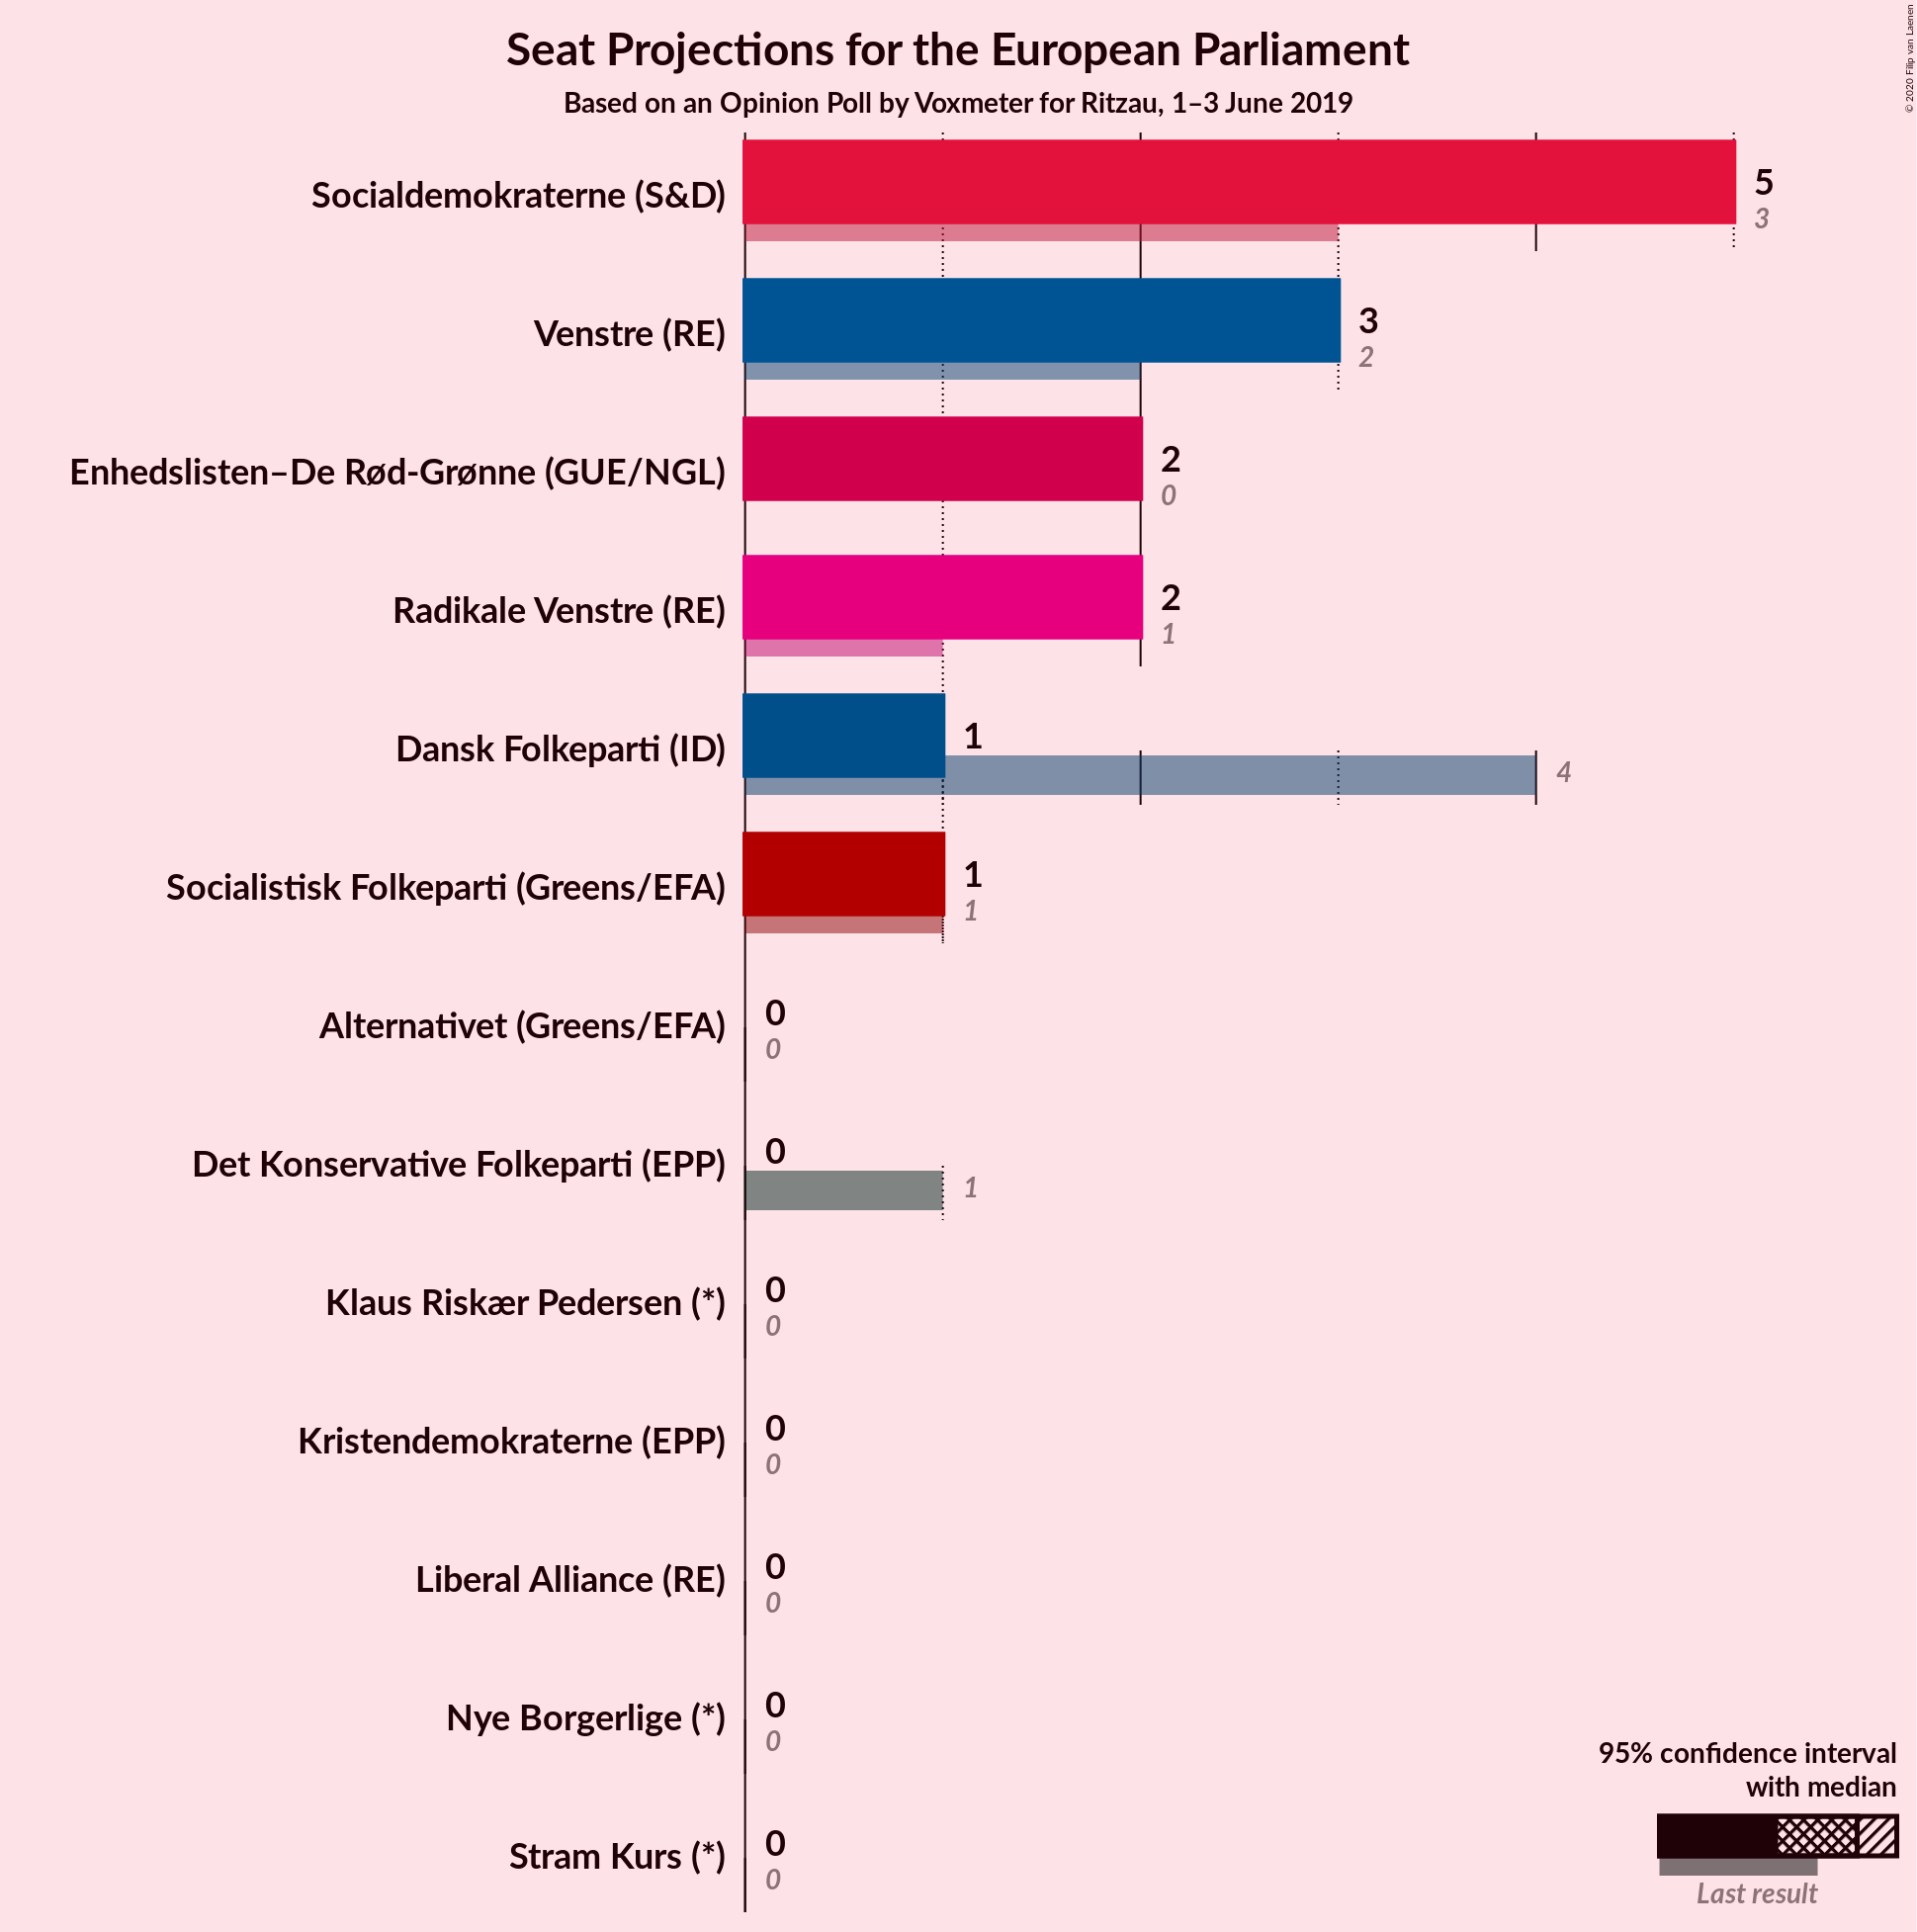 Seat Projections for the European Parliament
Based on an Opinion Poll by Voxmeter for Ritzau, 1–3 June 2019
© 2020 Filip van Laenen
Socialdemokraterne (S&D)
5
3
Venstre (RE)
3
2
Enhedslisten–De Rød-Grønne (GUE/NGL)
2
0
Radikale Venstre (RE)
2
1
Dansk Folkeparti (ID)
1
4
Socialistisk Folkeparti (Greens/EFA)
1
1
Alternativet (Greens/EFA)
0
0
Det Konservative Folkeparti (EPP)
0
1
Klaus Riskær Pedersen (*)
0
0
Kristendemokraterne (EPP)
0
0
Liberal Alliance (RE)
0
0
Nye Borgerlige (*)
0
0
Stram Kurs (*)
0
0
95% confidence interval
with median
Last result